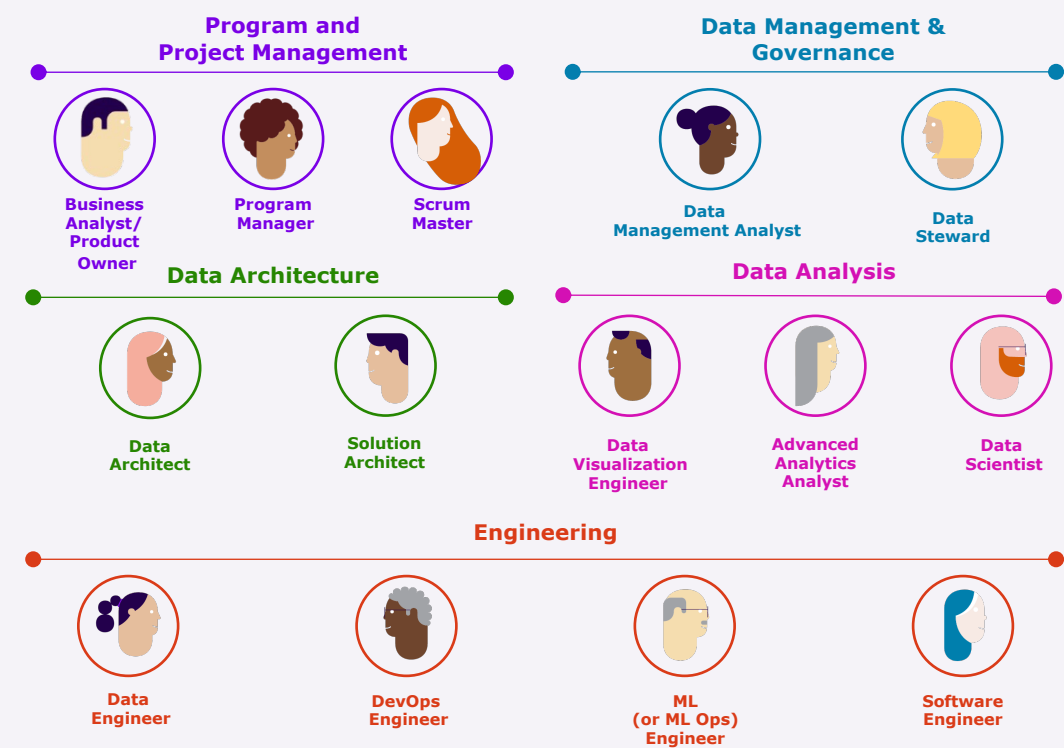 Program and
Project Management
Business
Analyst/
Product
Owner
Program
Manager
Scrum
Master
Data Management &
Governance
Data
Management Analyst
Data
Steward
Data Architecture
Data
Architect
Solution
Architect
Data Analysis
Data
Visualization
Engineer
Advanced
Analytics
Analyst
Data
Scientist
Engineering
Data
Engineer
DevOps
Engineer
ML
(or ML Ops)
Engineer
Software
Engineer